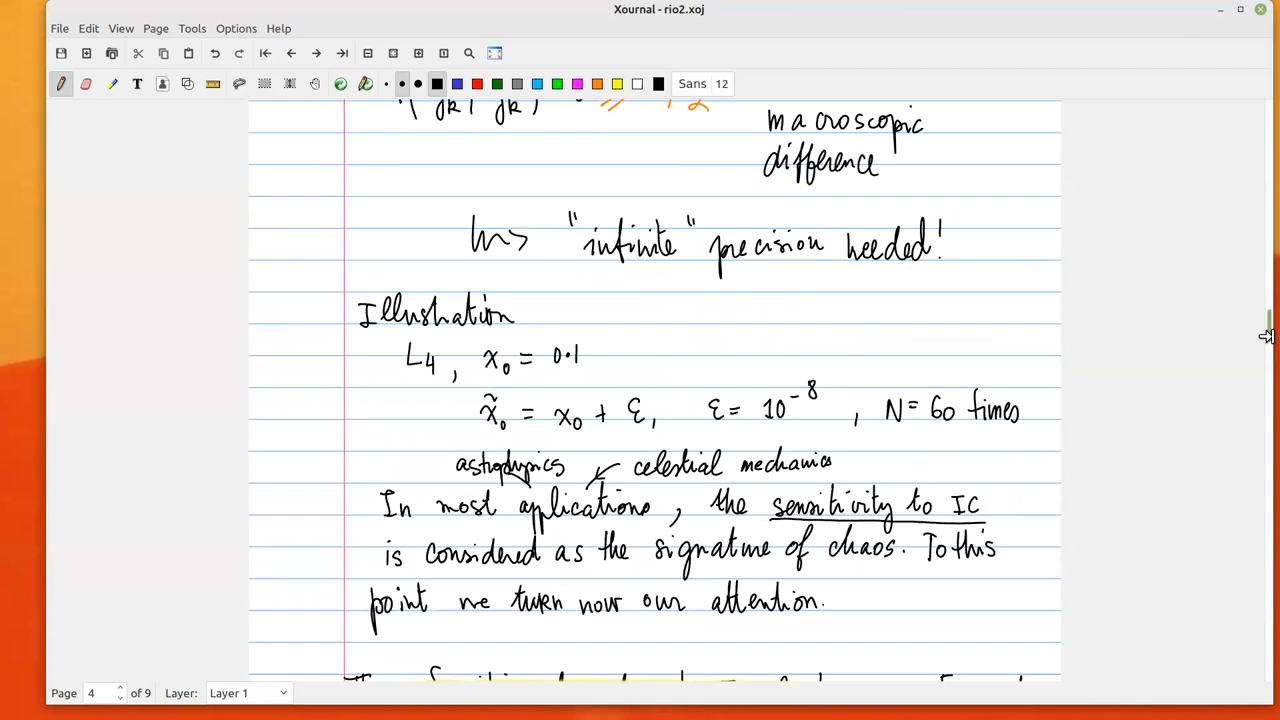 Xournal - rio2.xoj
File Edit View Page Tools Options Help
Sans 12
macroscopic
difference
"infinite" precision needed!
Illustration
L4, x0 = 0.1
x̃0 = x0 + ε, ε = 10^-8, N = 60 times
astrophysics celestial mechanics
In most applications, the sensitivity to IC
is considered as the signature of chaos. To this
point we turn now our attention.
Page 4 of 9 Layer: Layer 1